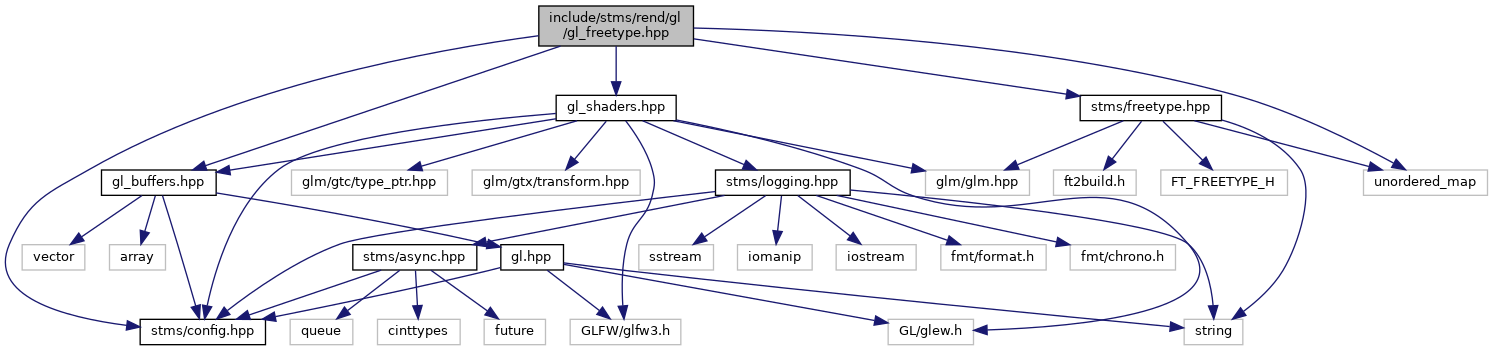 include/stms/rend/gl
/gl_freetype.hpp
gl_shaders.hpp
stms/freetype.hpp
gl_buffers.hpp
glm/gtc/type_ptr.hpp
glm/gtx/transform.hpp
stms/logging.hpp
glm/glm.hpp
ft2build.h
FT_FREETYPE_H
unordered_map
vector
array
stms/async.hpp
gl.hpp
sstream
iomanip
iostream
fmt/format.h
fmt/chrono.h
stms/config.hpp
queue
cinttypes
future
GLFW/glfw3.h
GL/glew.h
string